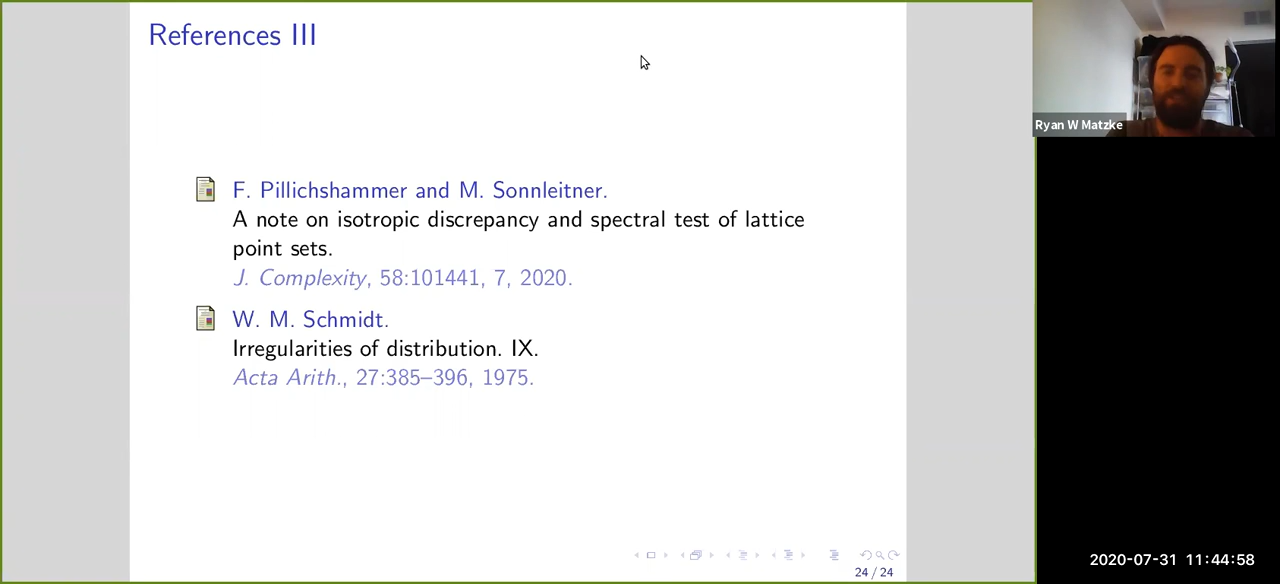 References III
Ryan W Matzke
F. Pillichshammer and M. Sonnleitner.
A note on isotropic discrepancy and spectral test of lattice
point sets.
J. Complexity, 58:101441, 7, 2020.
W. M. Schmidt.
Irregularities of distribution. IX.
Acta Arith., 27:385–396, 1975.
24 / 24
2020-07-31 11:44:58